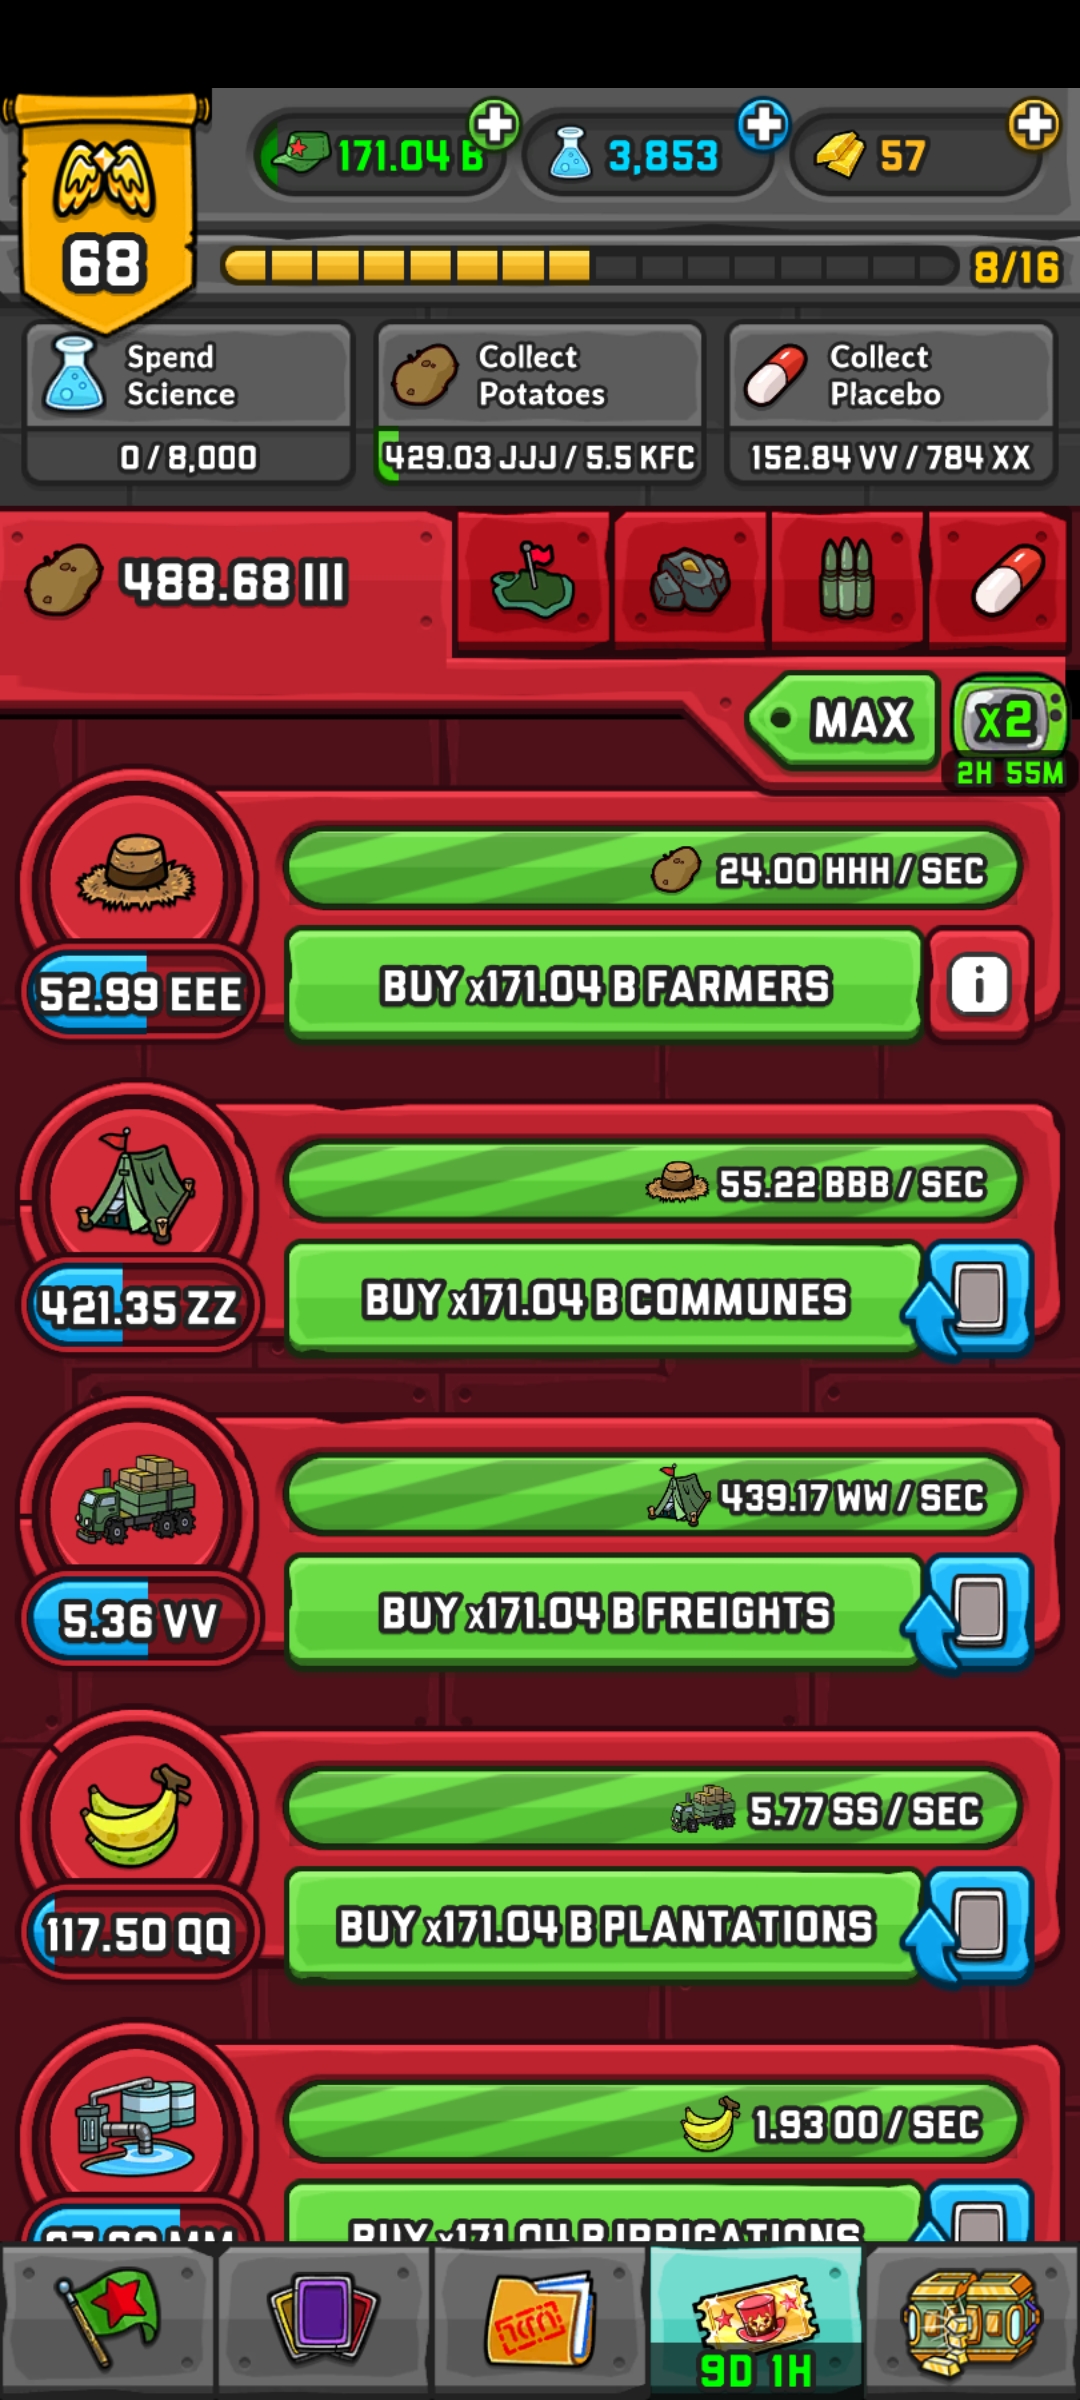 171.04 B
3,853
57
68
8/16
Spend
Science
0 / 8,000
Collect
Potatoes
429.03 JJJ / 5.5 KFC
Collect
Placebo
152.84 VV / 784 XX
488.68 III
MAX
x2
2H 55M
24.00 HHH / SEC
52.99 EEE
BUY x171.04 B FARMERS
i
55.22 BBB / SEC
421.35 ZZ
BUY x171.04 B COMMUNES
439.17 WW / SEC
5.36 VV
BUY x171.04 B FREIGHTS
5.77 SS / SEC
117.50 QQ
BUY x171.04 B PLANTATIONS
1.93 OO / SEC
BUY x171.04 B IRRIGATIONS
9D 1H